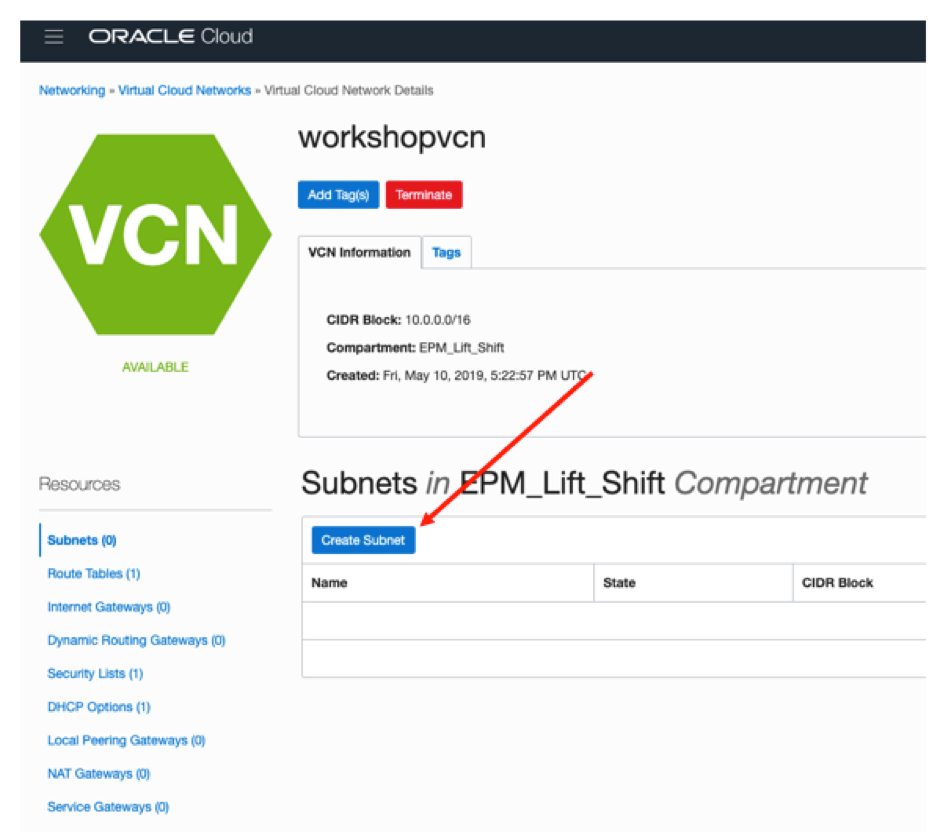 ORACLE Cloud
Networking » Virtual Cloud Networks » Virtual Cloud Network Details
VCN
AVAILABLE
workshopvcn
Add Tag(s) Terminate
VCN Information Tags
CIDR Block: 10.0.0.0/16
Compartment: EPM_Lift_Shift
Created: Fri, May 10, 2019, 5:22:57 PM UTC
Resources
Subnets (0)
Route Tables (1)
Internet Gateways (0)
Dynamic Routing Gateways (0)
Security Lists (1)
DHCP Options (1)
Local Peering Gateways (0)
NAT Gateways (0)
Service Gateways (0)
Subnets in EPM_Lift_Shift Compartment
Create Subnet
Name State CIDR Block